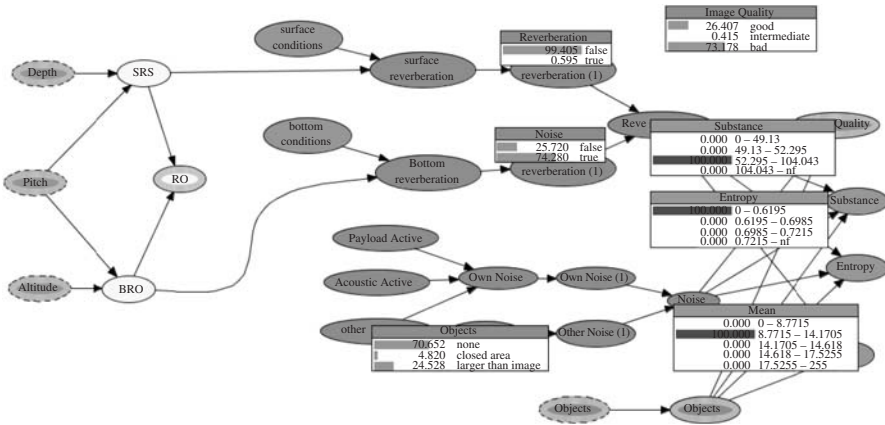 Image Quality
26.407 good
0.415 intermediate
73.178 bad
surface
conditions
Reverberation
99.405 false
0.595 true
Depth
SRS
surface
reverberation
reverberation (1)
bottom
conditions
Noise
25.720 false
74.280 true
Reve
Quality
Substance
0.000 0 – 49.13
0.000 49.13 – 52.295
100.000 52.295 – 104.043
0.000 104.043 – nf
Pitch
RO
Bottom
reverberation
reverberation (1)
Entropy
100.000 0 – 0.6195
0.000 0.6195 – 0.6985
0.000 0.6985 – 0.7215
0.000 0.7215 – nf
Substance
Payload Active
Altitude
BRO
Acoustic Active
Own Noise
Own Noise (1)
Entropy
Noise
other
Other Noise (1)
Objects
70.652 none
4.820 closed area
24.528 larger than image
Mean
0.000 0 – 8.7715
100.000 8.7715 – 14.1705
0.000 14.1705 – 14.618
0.000 14.618 – 17.5255
0.000 17.5255 – 255
Objects
Objects